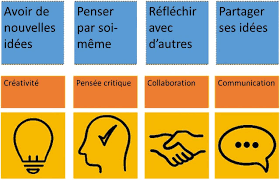 Avoir de
nouvelles
idées
Penser
par soi-
même
Réfléchir
avec
d'autres
Partager
ses idées
Créativité
Pensée critique
Collaboration
Communication